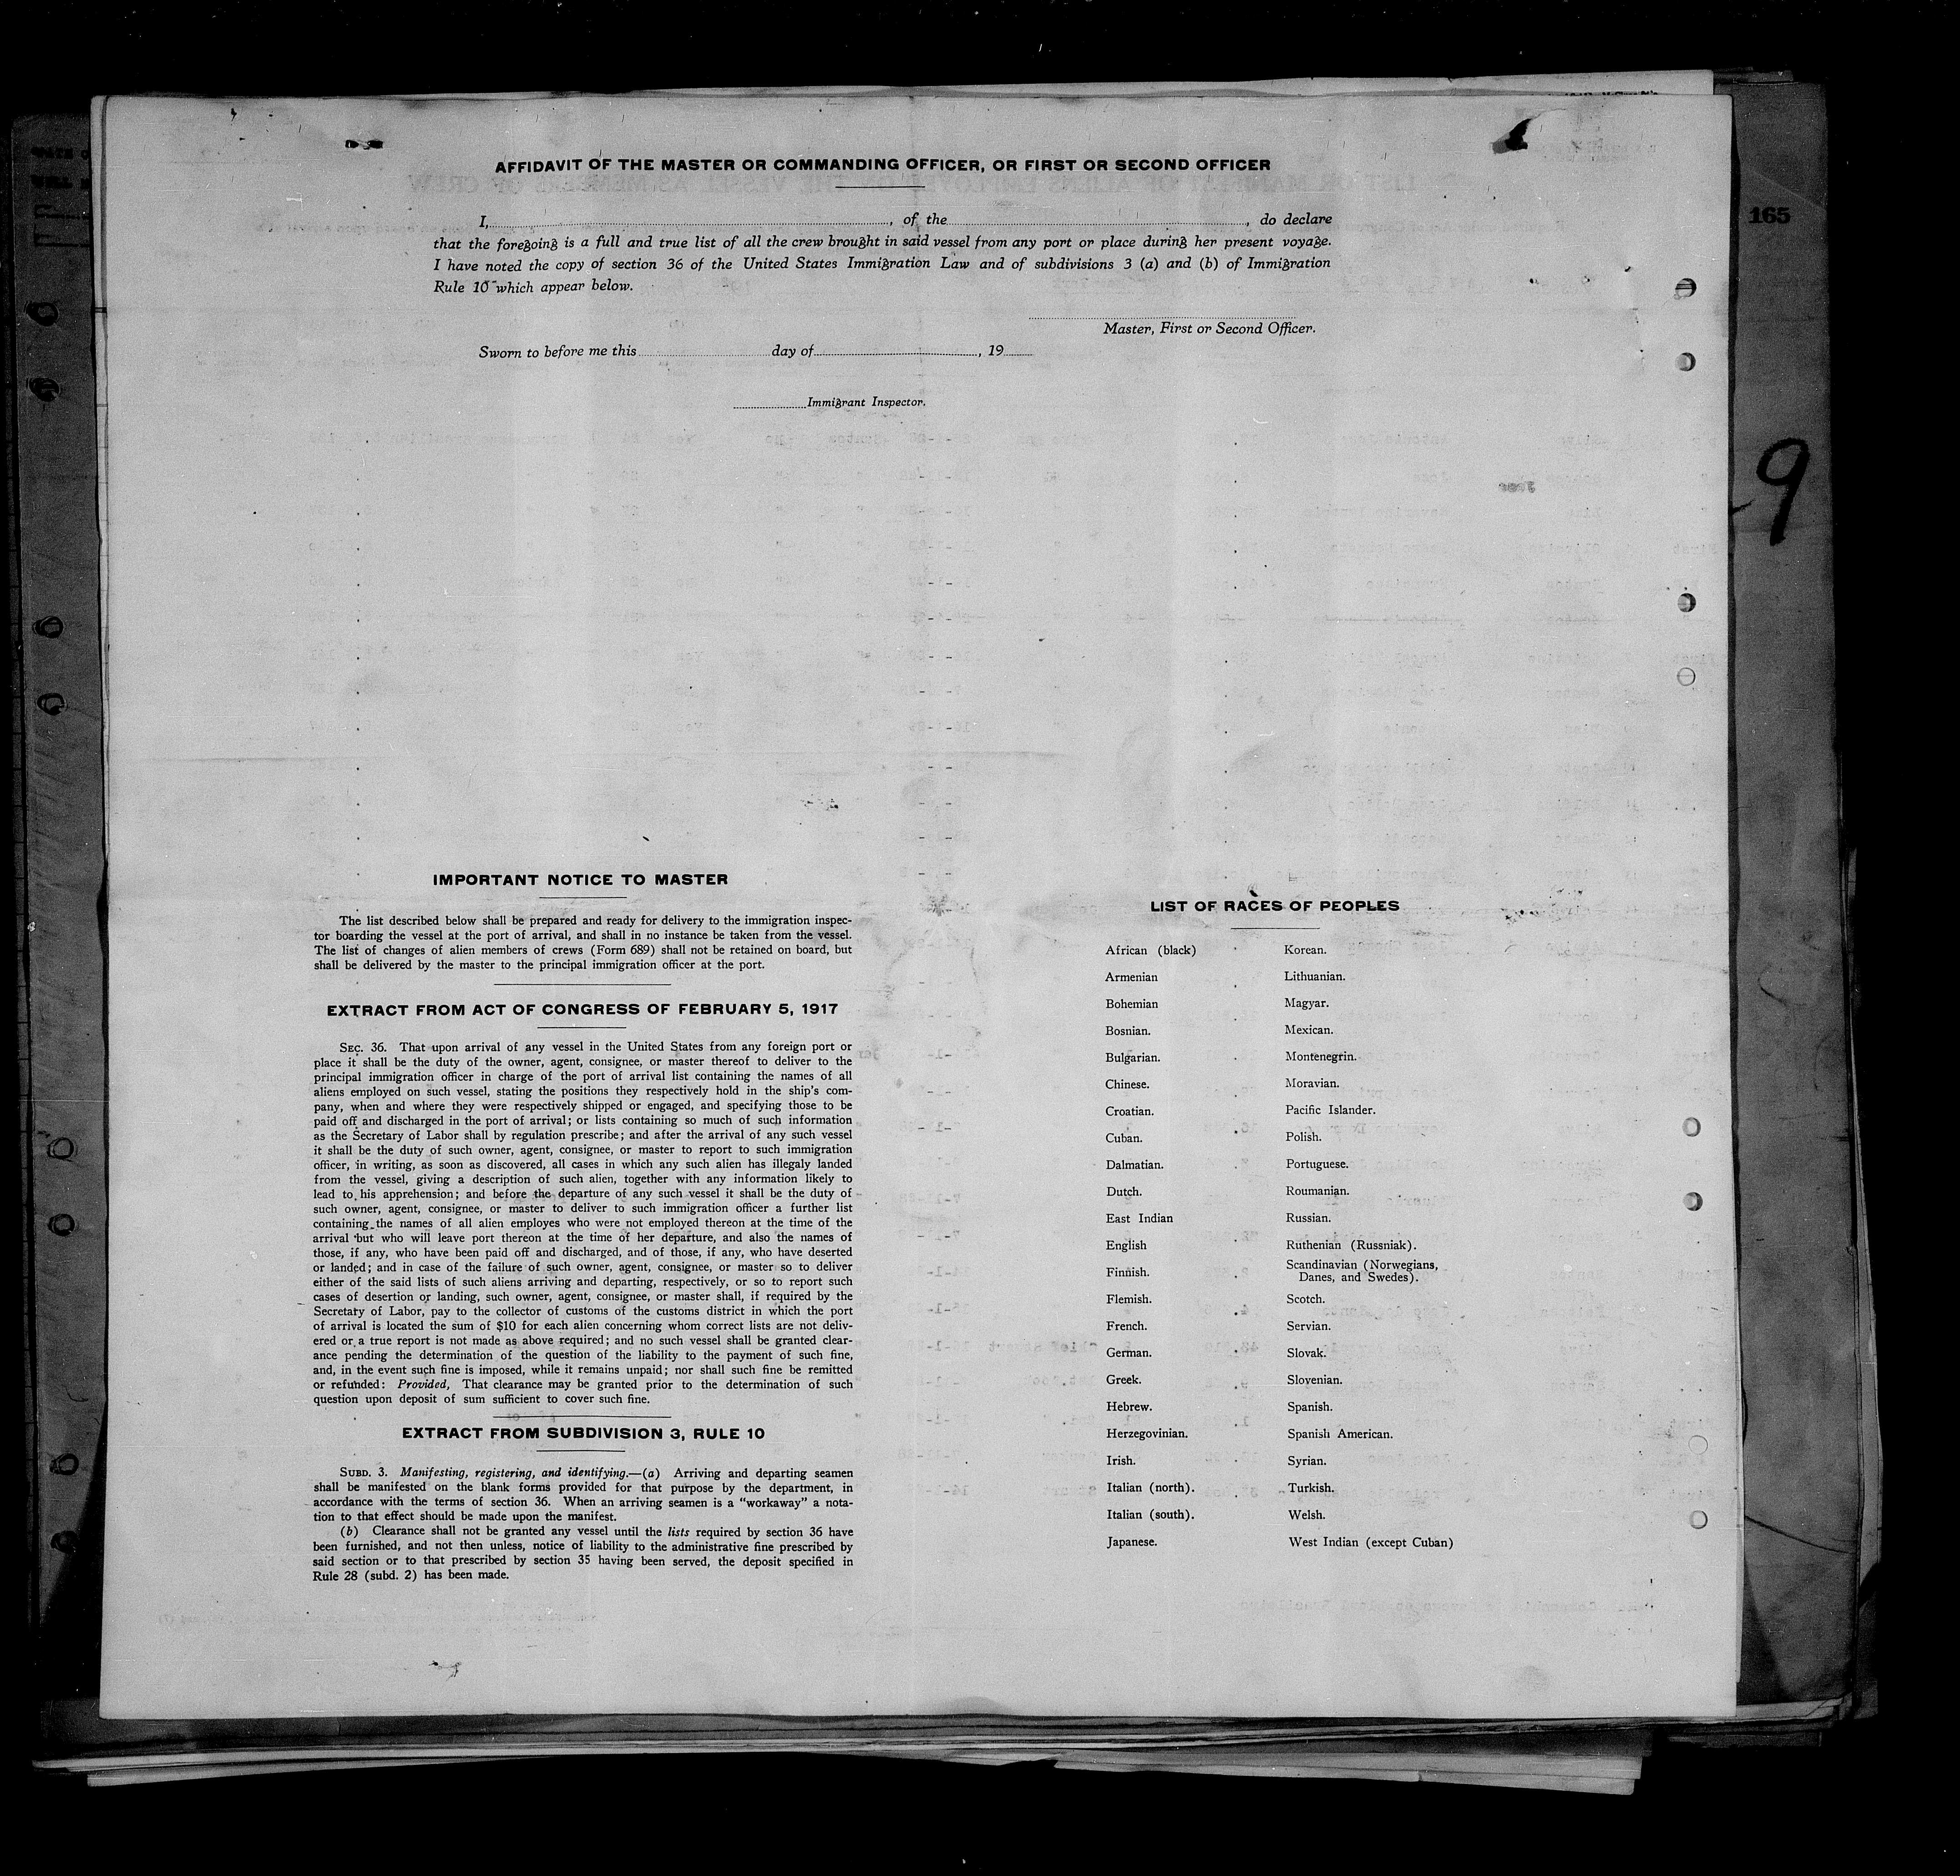 AFFIDAVIT OF THE MASTER OR COMMANDING OFFICER, OR FIRST OR SECOND OFFICER
I, , of the , do declare
that the foregoing is a full and true list of all the crew brought in said vessel from any port or place during her present voyage.
I have noted the copy of section 36 of the United States Immigration Law and of subdivisions 3 (a) and (b) of Immigration
Rule 10 which appear below.
Master, First or Second Officer.
Sworn to before me this day of , 19
Immigrant Inspector.
165
9
IMPORTANT NOTICE TO MASTER
The list described below shall be prepared and ready for delivery to the immigration inspec-
tor boarding the vessel at the port of arrival, and shall in no instance be taken from the vessel.
The list of changes of alien members of crews (Form 689) shall not be retained on board, but
shall be delivered by the master to the principal immigration officer at the port.
EXTRACT FROM ACT OF CONGRESS OF FEBRUARY 5, 1917
SEC. 36. That upon arrival of any vessel in the United States from any foreign port or
place it shall be the duty of the owner, agent, consignee, or master thereof to deliver to the
principal immigration officer in charge of the port of arrival list containing the names of all
aliens employed on such vessel, stating the positions they respectively hold in the ship's com-
pany, when and where they were respectively shipped or engaged, and specifying those to be
paid off and discharged in the port of arrival; or lists containing so much of such information
as the Secretary of Labor shall by regulation prescribe; and after the arrival of any such vessel
it shall be the duty of such owner, agent, consignee, or master to report to such immigration
officer, in writing, as soon as discovered, all cases in which any such alien has illegaly landed
from the vessel, giving a description of such alien, together with any information likely to
lead to his apprehension; and before the departure of any such vessel it shall be the duty of
such owner, agent, consignee, or master to deliver to such immigration officer a further list
containing the names of all alien employes who were not employed thereon at the time of the
arrival but who will leave port thereon at the time of her departure, and also the names of
those, if any, who have been paid off and discharged, and of those, if any, who have deserted
or landed; and in case of the failure of such owner, agent, consignee, or master so to deliver
either of the said lists of such aliens arriving and departing, respectively, or so to report such
cases of desertion or landing, such owner, agent, consignee, or master shall, if required by the
Secretary of Labor, pay to the collector of customs of the customs district in which the port
of arrival is located the sum of $10 for each alien concerning whom correct lists are not deliv-
ered or a true report is not made as above required; and no such vessel shall be granted clear-
ance pending the determination of the question of the liability to the payment of such fine,
and, in the event such fine is imposed, while it remains unpaid; nor shall such fine be remitted
or refunded: Provided, That clearance may be granted prior to the determination of such
question upon deposit of sum sufficient to cover such fine.
EXTRACT FROM SUBDIVISION 3, RULE 10
SUBD. 3. Manifesting, registering, and identifying.—(a) Arriving and departing seamen
shall be manifested on the blank forms provided for that purpose by the department, in
accordance with the terms of section 36. When an arriving seamen is a "workaway" a nota-
tion to that effect should be made upon the manifest.
(b) Clearance shall not be granted any vessel until the lists required by section 36 have
been furnished, and not then unless, notice of liability to the administrative fine prescribed by
said section or to that prescribed by section 35 having been served, the deposit specified in
Rule 28 (subd. 2) has been made.
LIST OF RACES OF PEOPLES
African (black)
Armenian
Bohemian
Bosnian.
Bulgarian.
Chinese.
Croatian.
Cuban.
Dalmatian.
Dutch.
East Indian
English
Finnish.
Flemish.
French.
German.
Greek.
Hebrew.
Herzegovinian.
Irish.
Italian (north).
Italian (south).
Japanese.
Korean.
Lithuanian.
Magyar.
Mexican.
Montenegrin.
Moravian.
Pacific Islander.
Polish.
Portuguese.
Roumanian.
Russian.
Ruthenian (Russniak).
Scandinavian (Norwegians,
Danes, and Swedes).
Scotch.
Servian.
Slovak.
Slovenian.
Spanish.
Spanish American.
Syrian.
Turkish.
Welsh.
West Indian (except Cuban)